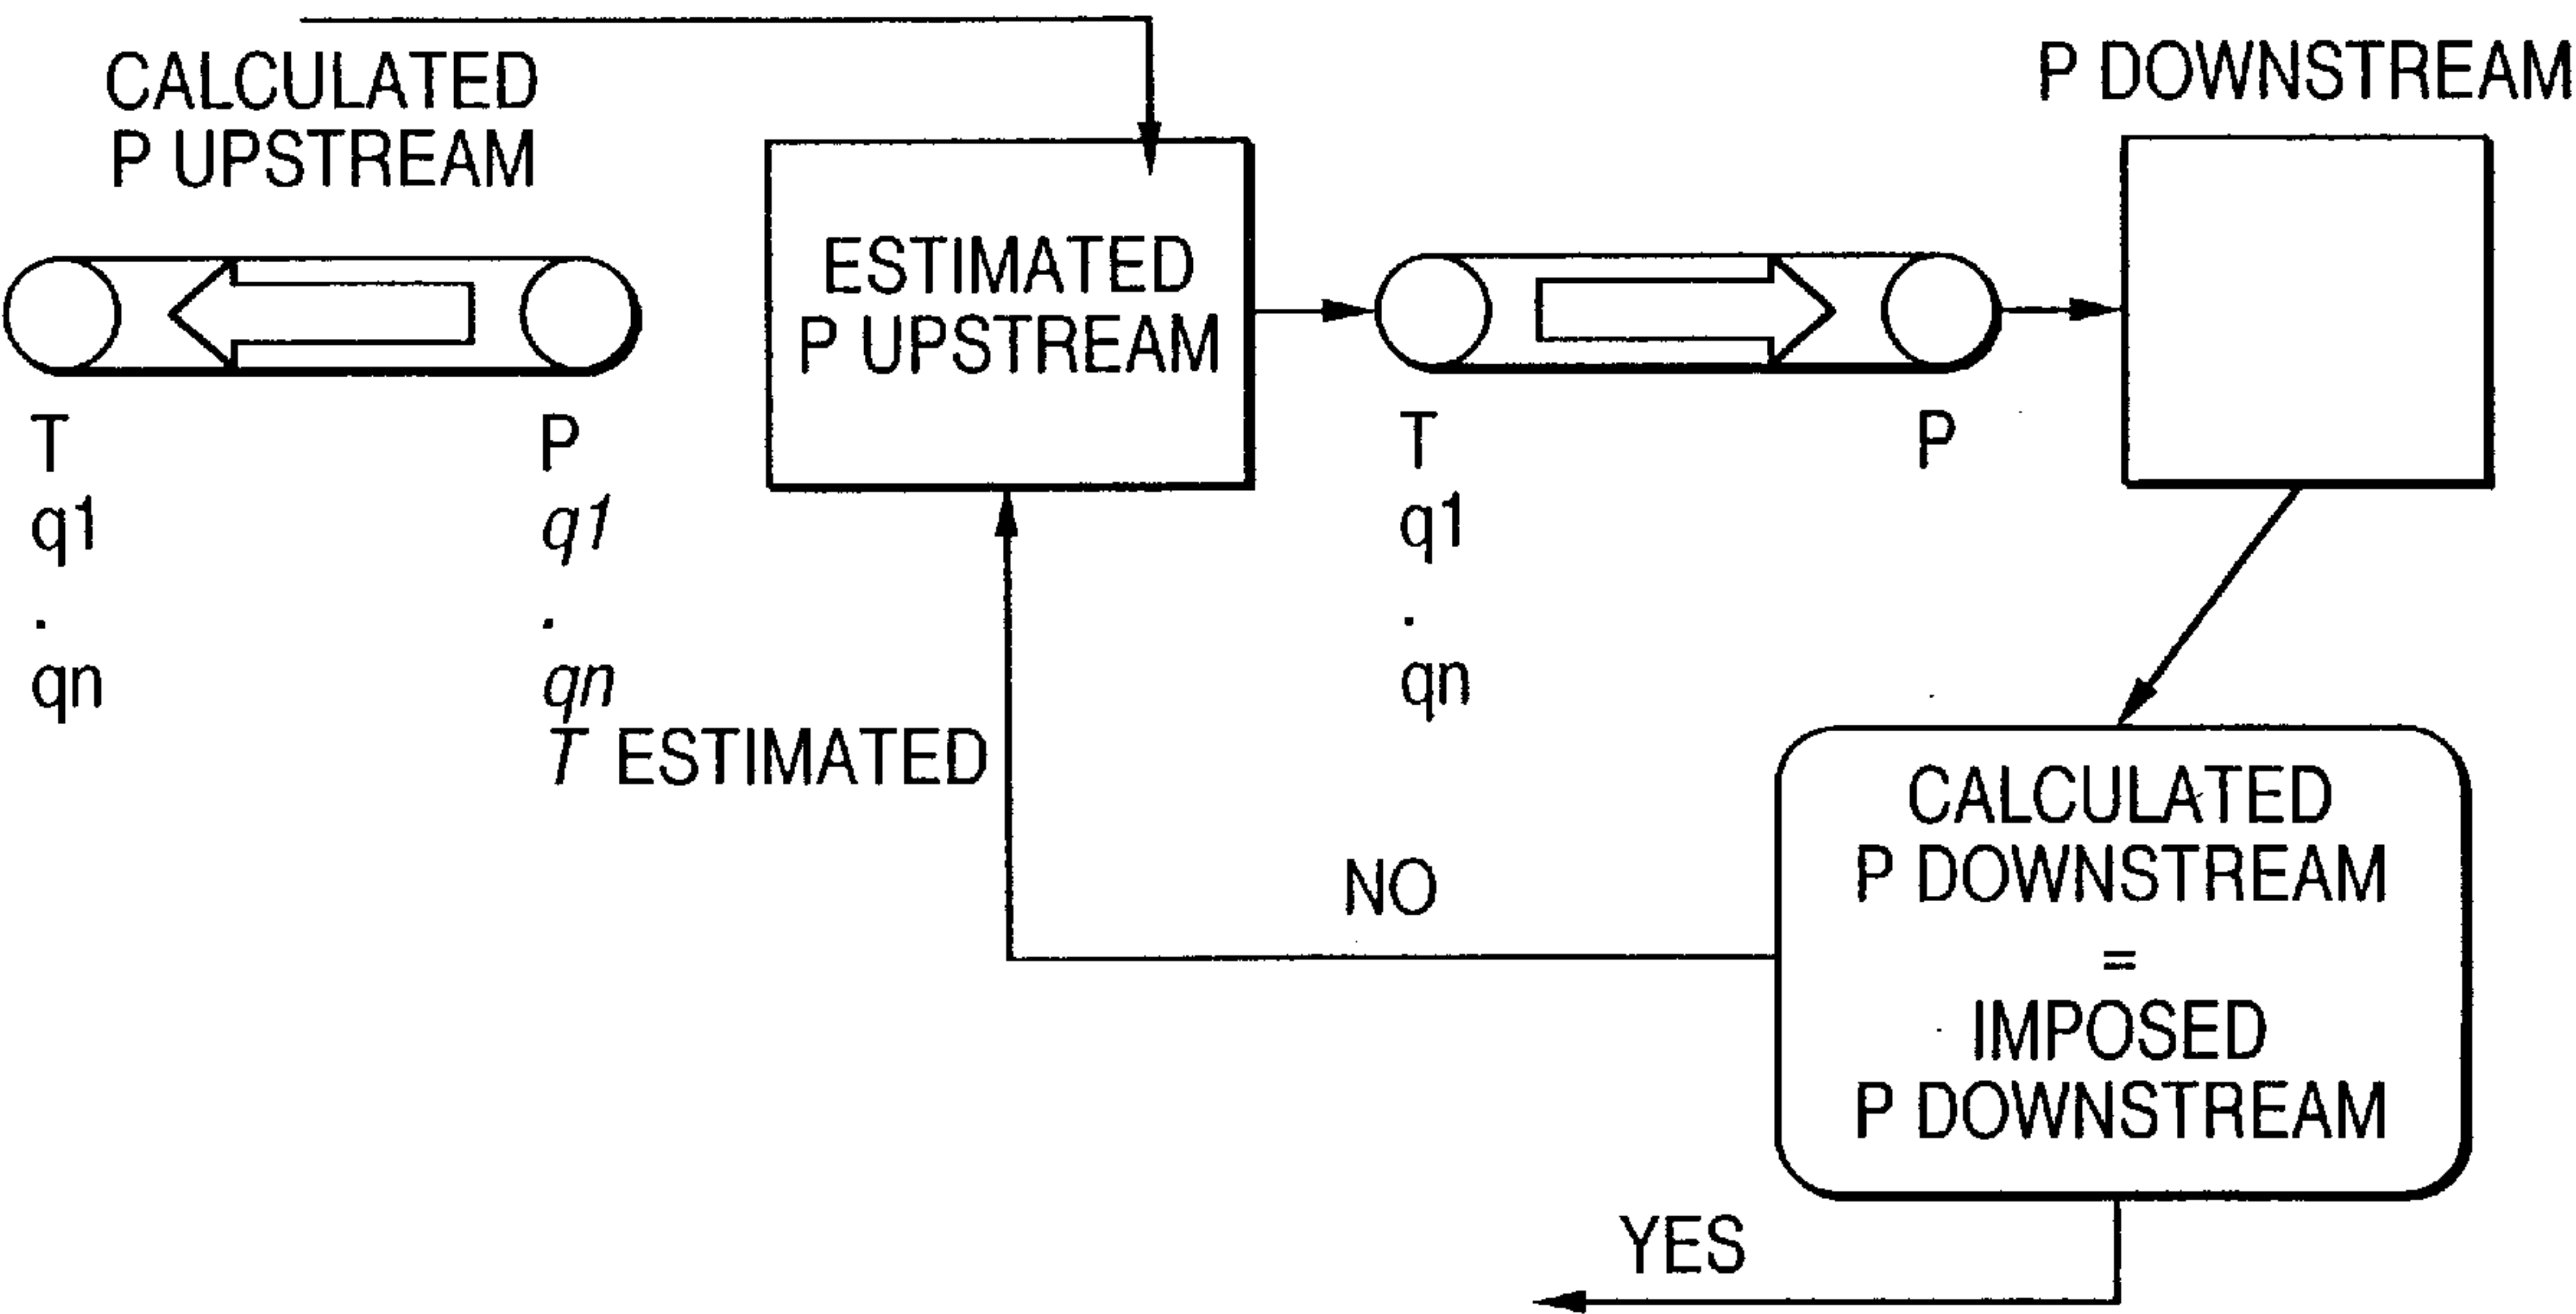 CALCULATED
P UPSTREAM
T
q1
.
qn
P
q1
.
qn
T ESTIMATED
ESTIMATED
P UPSTREAM
T
q1
.
qn
P
P DOWNSTREAM
NO
CALCULATED
P DOWNSTREAM
=
IMPOSED
P DOWNSTREAM
YES